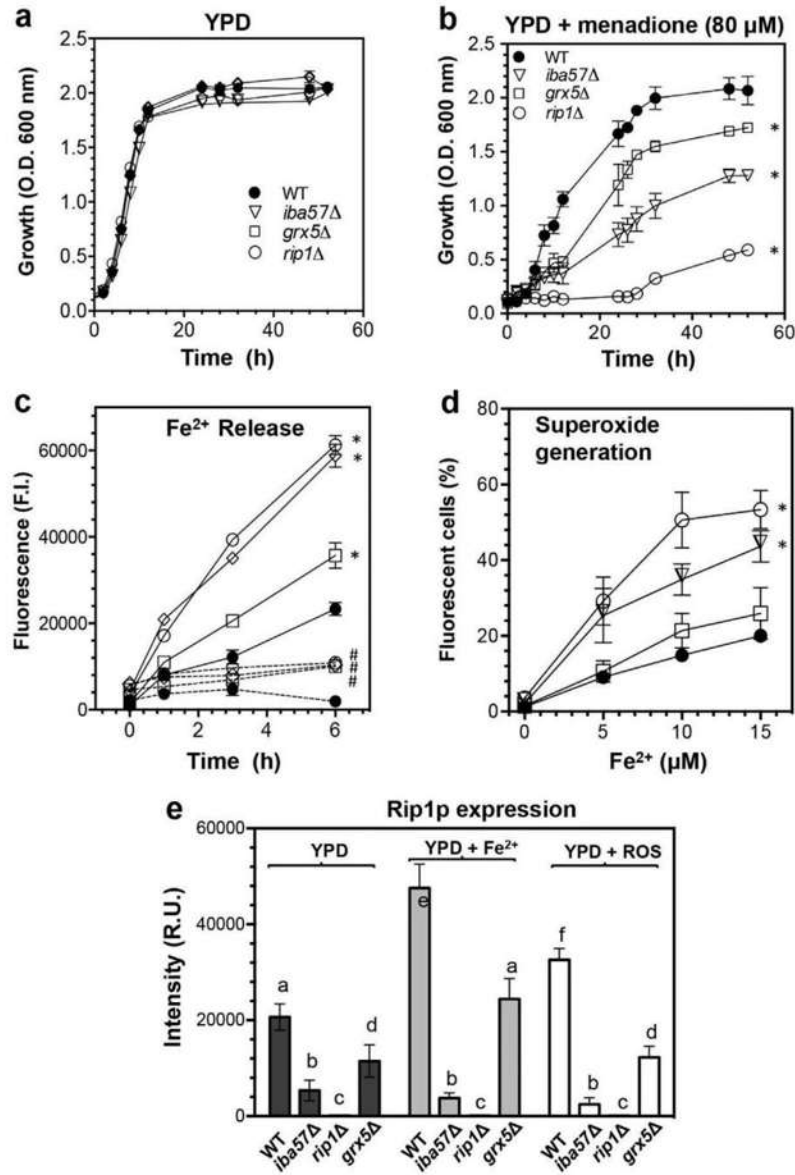 a
YPD
Growth (O.D. 600 nm)
2.5
2.0
1.5
1.0
0.5
0.0
0
20
40
60
Time (h)
WT
iba57Δ
grx5Δ
rip1Δ
b
YPD + menadione (80 µM)
Growth (O.D. 600 nm)
2.5
2.0
1.5
1.0
0.5
0.0
0
20
40
60
Time (h)
WT
iba57Δ
grx5Δ
rip1Δ
*
*
*
c
Fe²⁺ Release
Fluorescence (F.I.)
60000
40000
20000
0
0
2
4
6
Time (h)
*
*
*
#
#
#
d
Superoxide
generation
Fluorescent cells (%)
80
60
40
20
0
0
5
10
15
Fe²⁺ (µM)
*
*
e
Rip1p expression
Intensity (R.U.)
60000
40000
20000
0
YPD
YPD + Fe²⁺
YPD + ROS
a
b
c
d
e
b
c
a
f
b
c
d
WT
iba57Δ
rip1Δ
grx5Δ
WT
iba57Δ
rip1Δ
grx5Δ
WT
iba57Δ
rip1Δ
grx5Δ